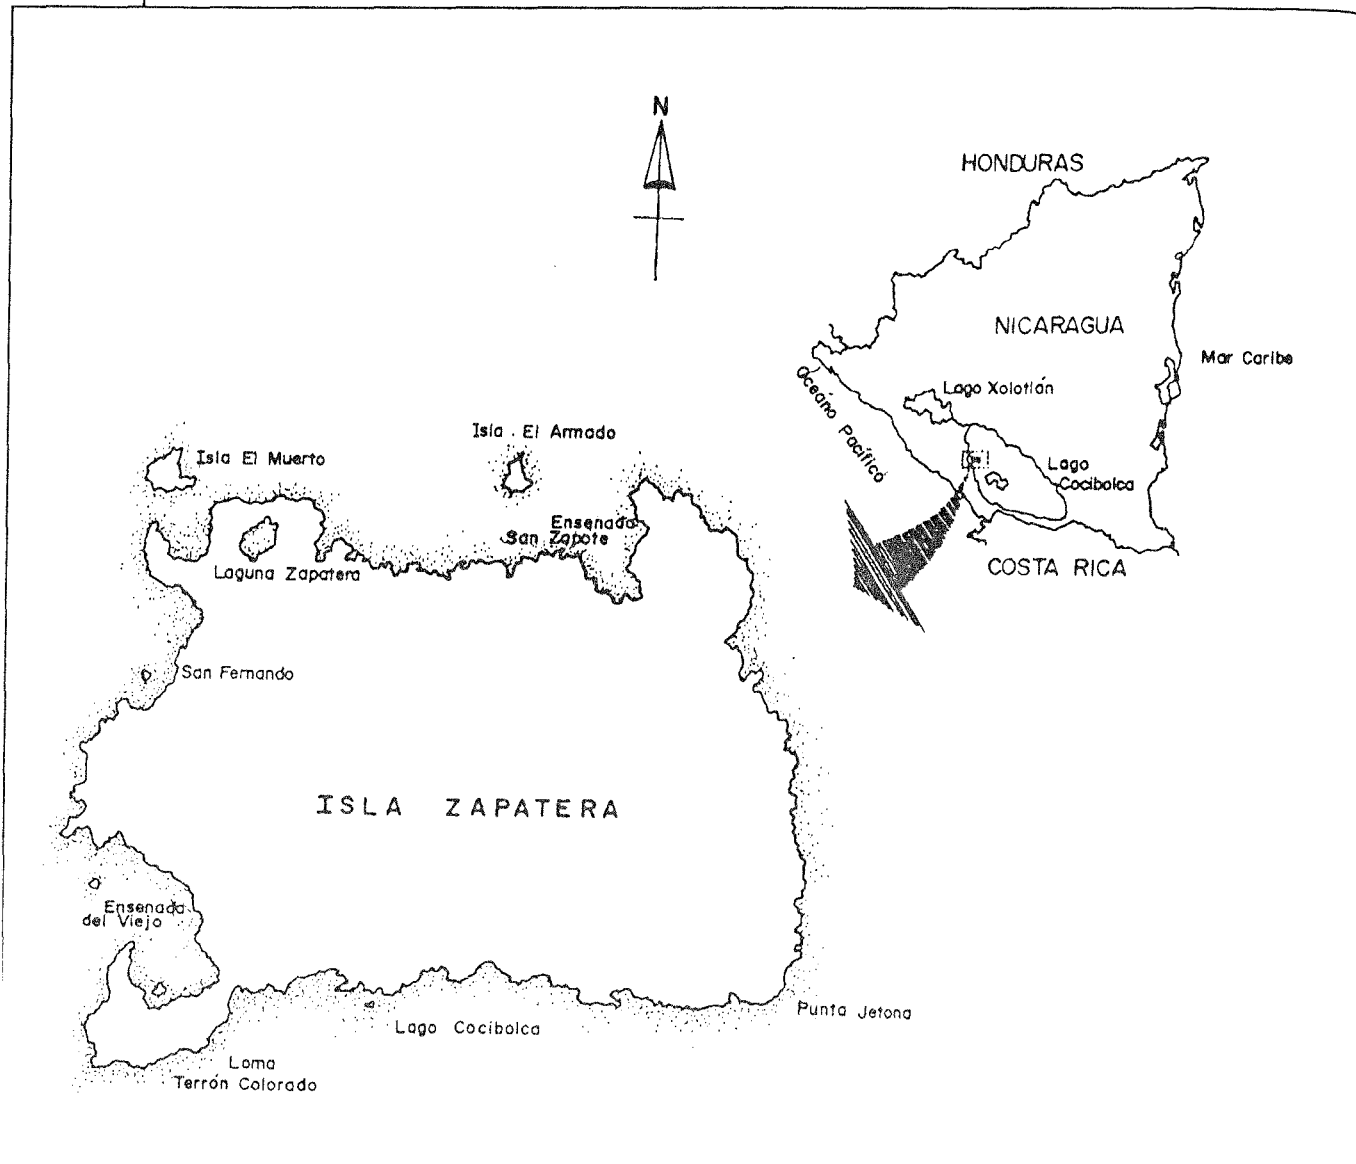 N
HONDURAS
NICARAGUA
Mar Caribe
Océano Pacífico
Lago Xolotlán
Lago
Cocibolca
COSTA RICA
Isla . El Armado
Isla El Muerto
Ensenada
San Zapote
Laguna Zapatera
San Fernando
ISLA ZAPATERA
Ensenada
del Viejo
Punta Jetona
Lago Cocibolca
Loma
Terrón Colorado